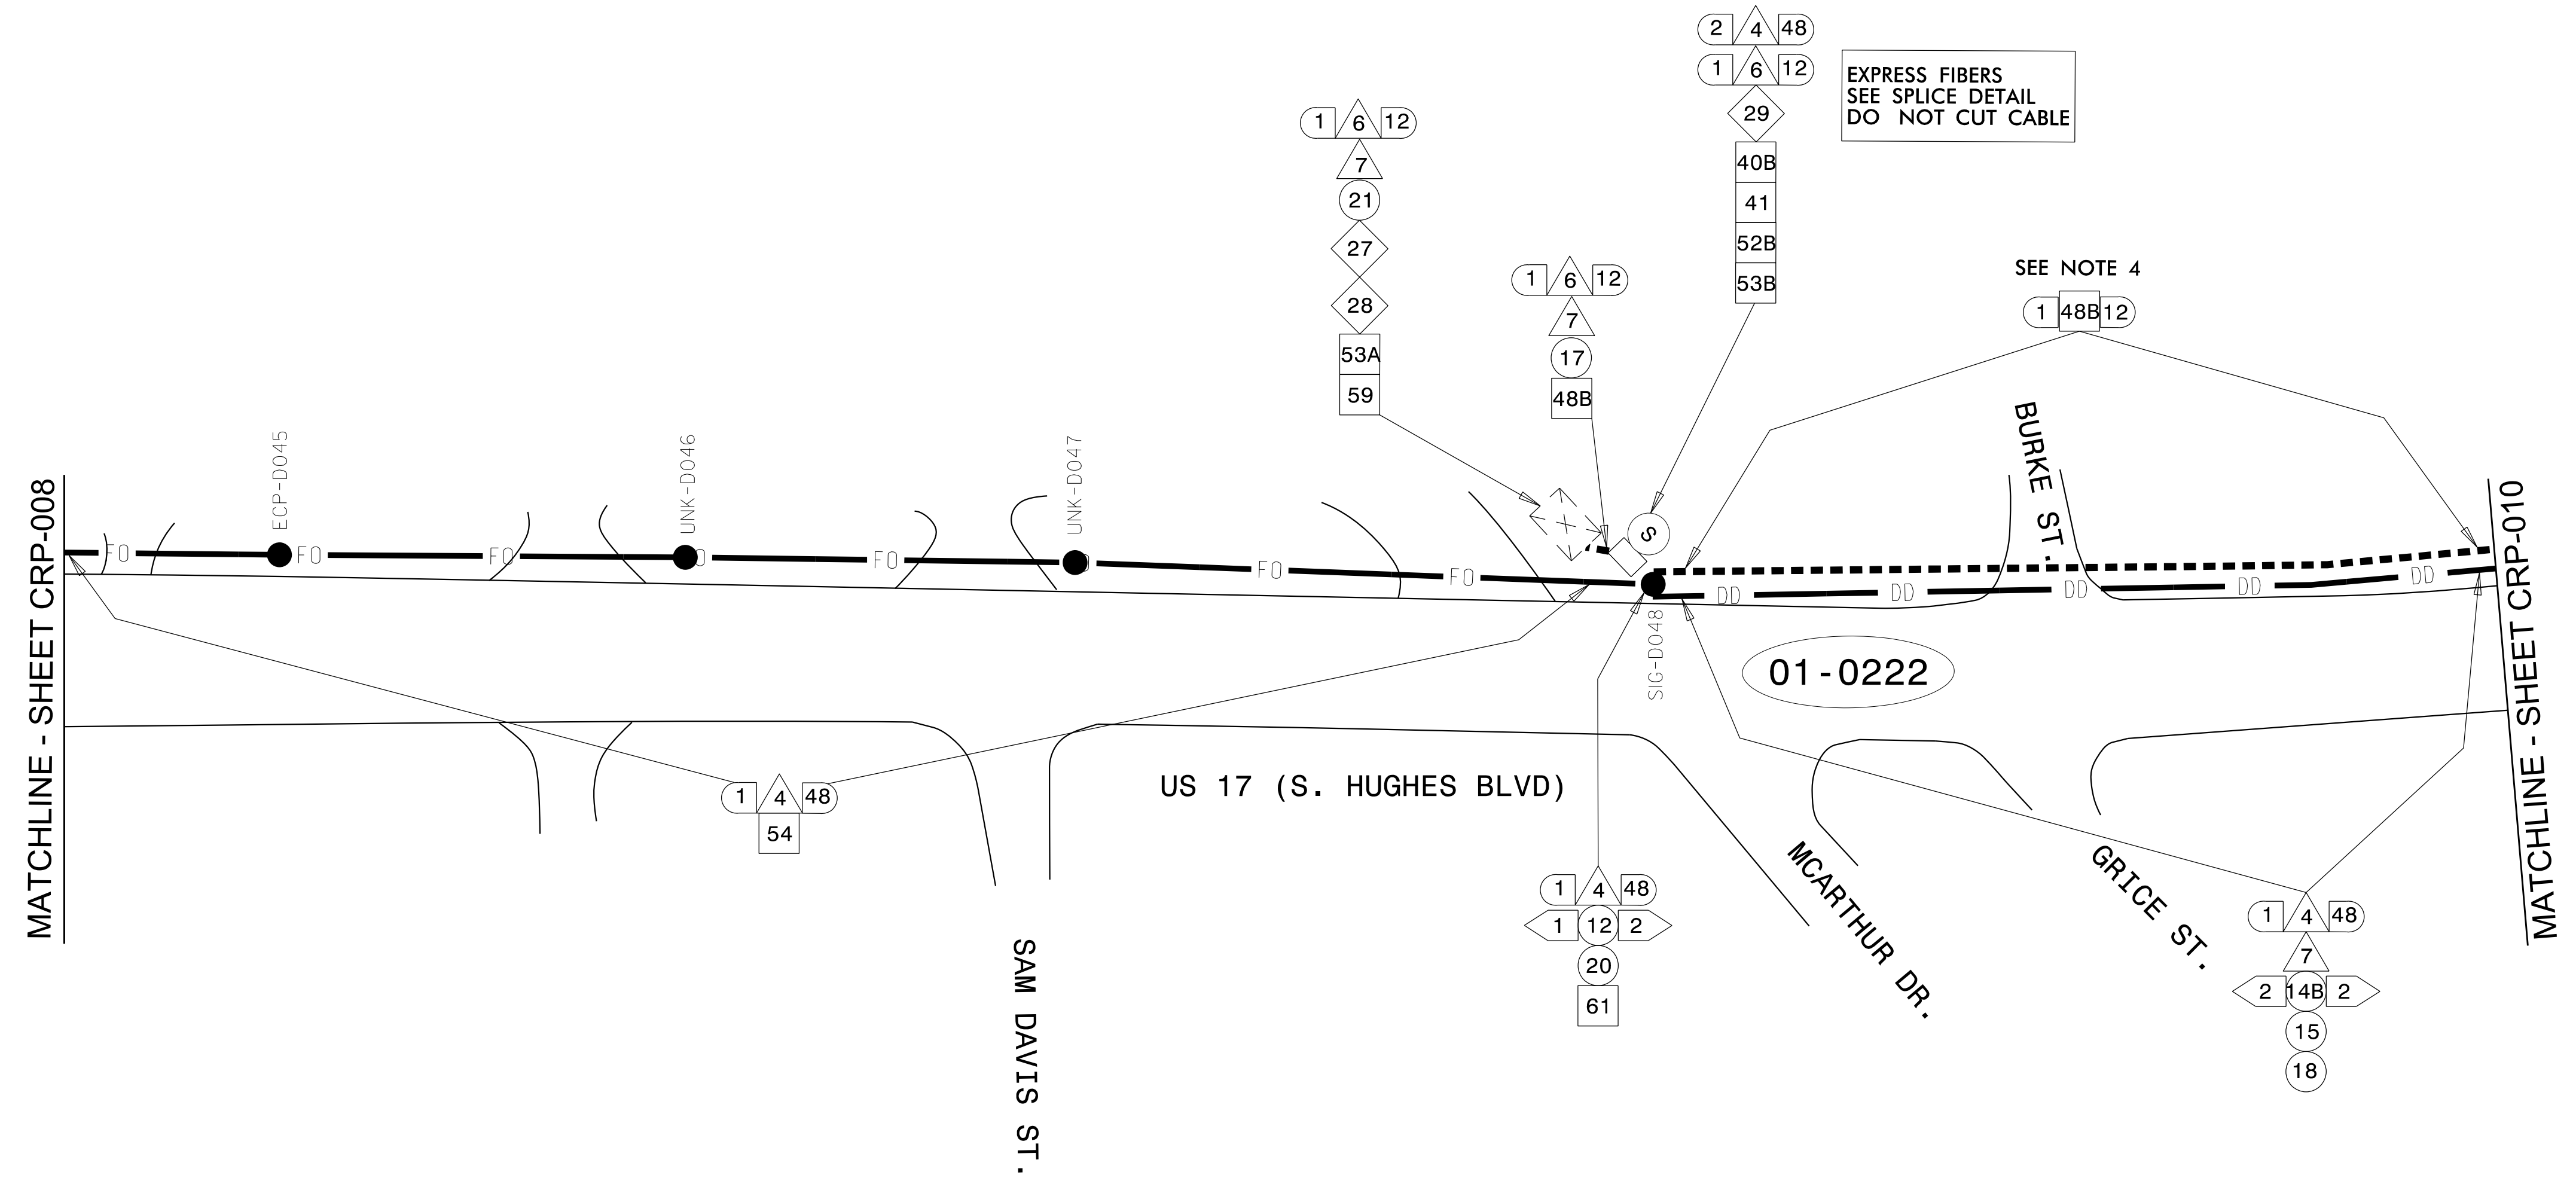 2 4 48
1 6 12
29
40B
41
52B
53B
EXPRESS FIBERS
SEE SPLICE DETAIL
DO NOT CUT CABLE
1 6 12
7
21
27
28
53A
59
1 6 12
7
17
48B
SEE NOTE 4
1 48B 12
BURKE ST.
MATCHLINE - SHEET CRP-008
ECP-D045
UNK-D046
UNK-D047
SIG-D048
FO
FO
FO
FO
FO
FO
S
DD
DD
DD
DD
DD
MATCHLINE - SHEET CRP-010
01-0222
1 4 48
54
US 17 (S. HUGHES BLVD)
SAM DAVIS ST.
MCARTHUR DR.
GRICE ST.
1 4 48
1 12 2
20
61
1 4 48
7
2 14B 2
15
18